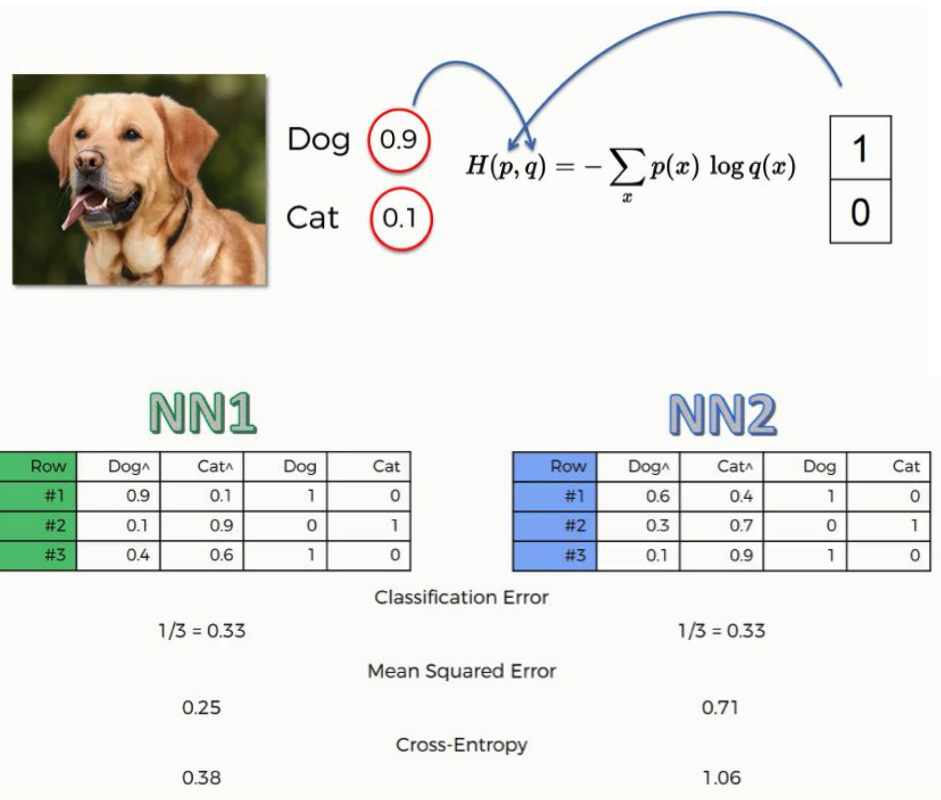 Dog 0.9
H(p, q) = − ∑ₓ p(x) log q(x)
1
Cat 0.1
0
NN1
Row Dog^ Cat^ Dog Cat
#1 0.9 0.1 1 0
#2 0.1 0.9 0 1
#3 0.4 0.6 1 0
NN2
Row Dog^ Cat^ Dog Cat
#1 0.6 0.4 1 0
#2 0.3 0.7 0 1
#3 0.1 0.9 1 0
Classification Error
1/3 = 0.33 1/3 = 0.33
Mean Squared Error
0.25 0.71
Cross-Entropy
0.38 1.06